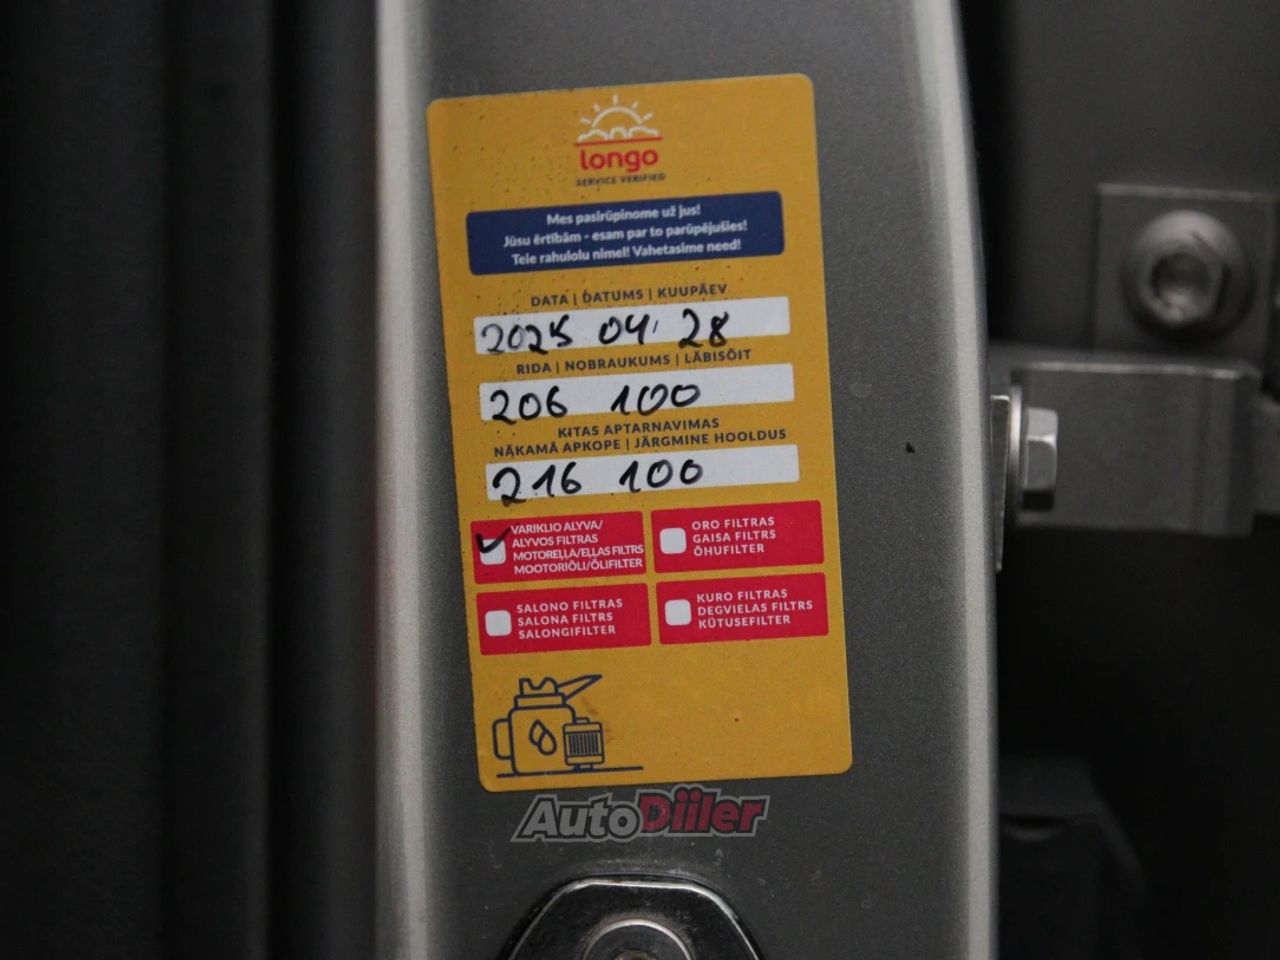 longo
SERVICE VERIFIED
Mes pasirūpinome už jus!
Jūsu ērtībām - esam par to parūpējušies!
Teie rahulolu nimel! Vahetasime need!
DATA | DATUMS | KUUPÄEV
2025 04 28
RIDA | NOBRAUKUMS | LÄBISÕIT
206 100
KITAS APTARNAVIMAS
NĀKAMĀ APKOPE | JÄRGMINE HOOLDUS
216 100
VARIKLIO ALYVA/
ALYVOS FILTRAS
MOTOREĻĻA/EĻĻAS FILTRS
MOOTORIÕLI/ÕLIFILTER
ORO FILTRAS
GAISA FILTRS
ÕHUFILTER
SALONO FILTRAS
SALONA FILTRS
SALONGIFILTER
KURO FILTRAS
DEGVIELAS FILTRS
KÜTUSEFILTER
AutoDiiler